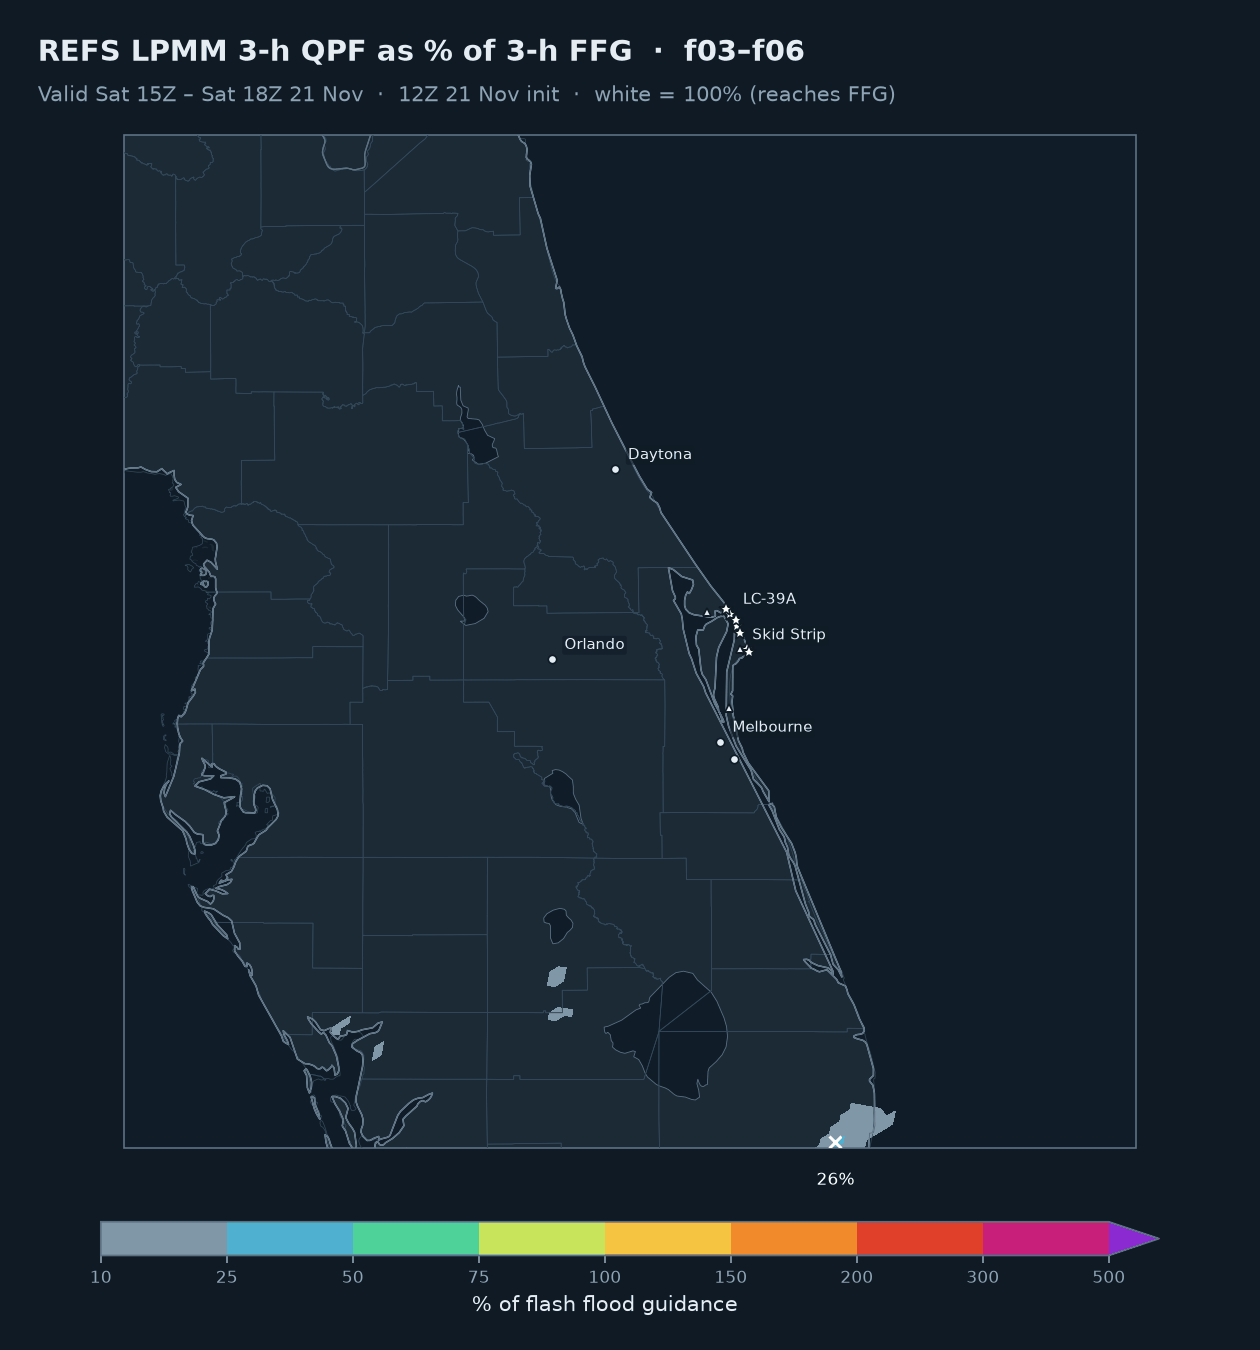 REFS LPMM 3-h QPF as % of 3-h FFG · f03–f06
Valid Sat 15Z – Sat 18Z 21 Nov · 12Z 21 Nov init · white = 100% (reaches FFG)
Daytona
LC-39A
Skid Strip
Orlando
Melbourne
26%
10 25 50 75 100 150 200 300 500
% of flash flood guidance